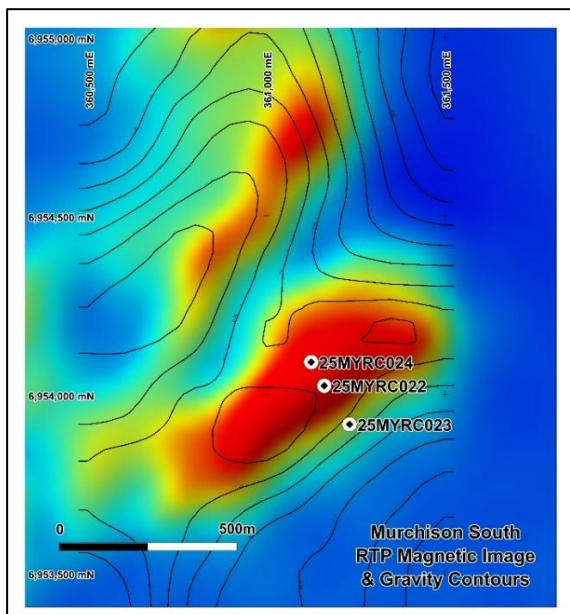 6,955,000 mN
360,500 mE
361,000 mE
361,500 mE
6,954,500 mN
25MYRC024
25MYRC022
6,954,000 mN
25MYRC023
0
500m
Murchison South
RTP Magnetic Image
& Gravity Contours
6,953,500 mN